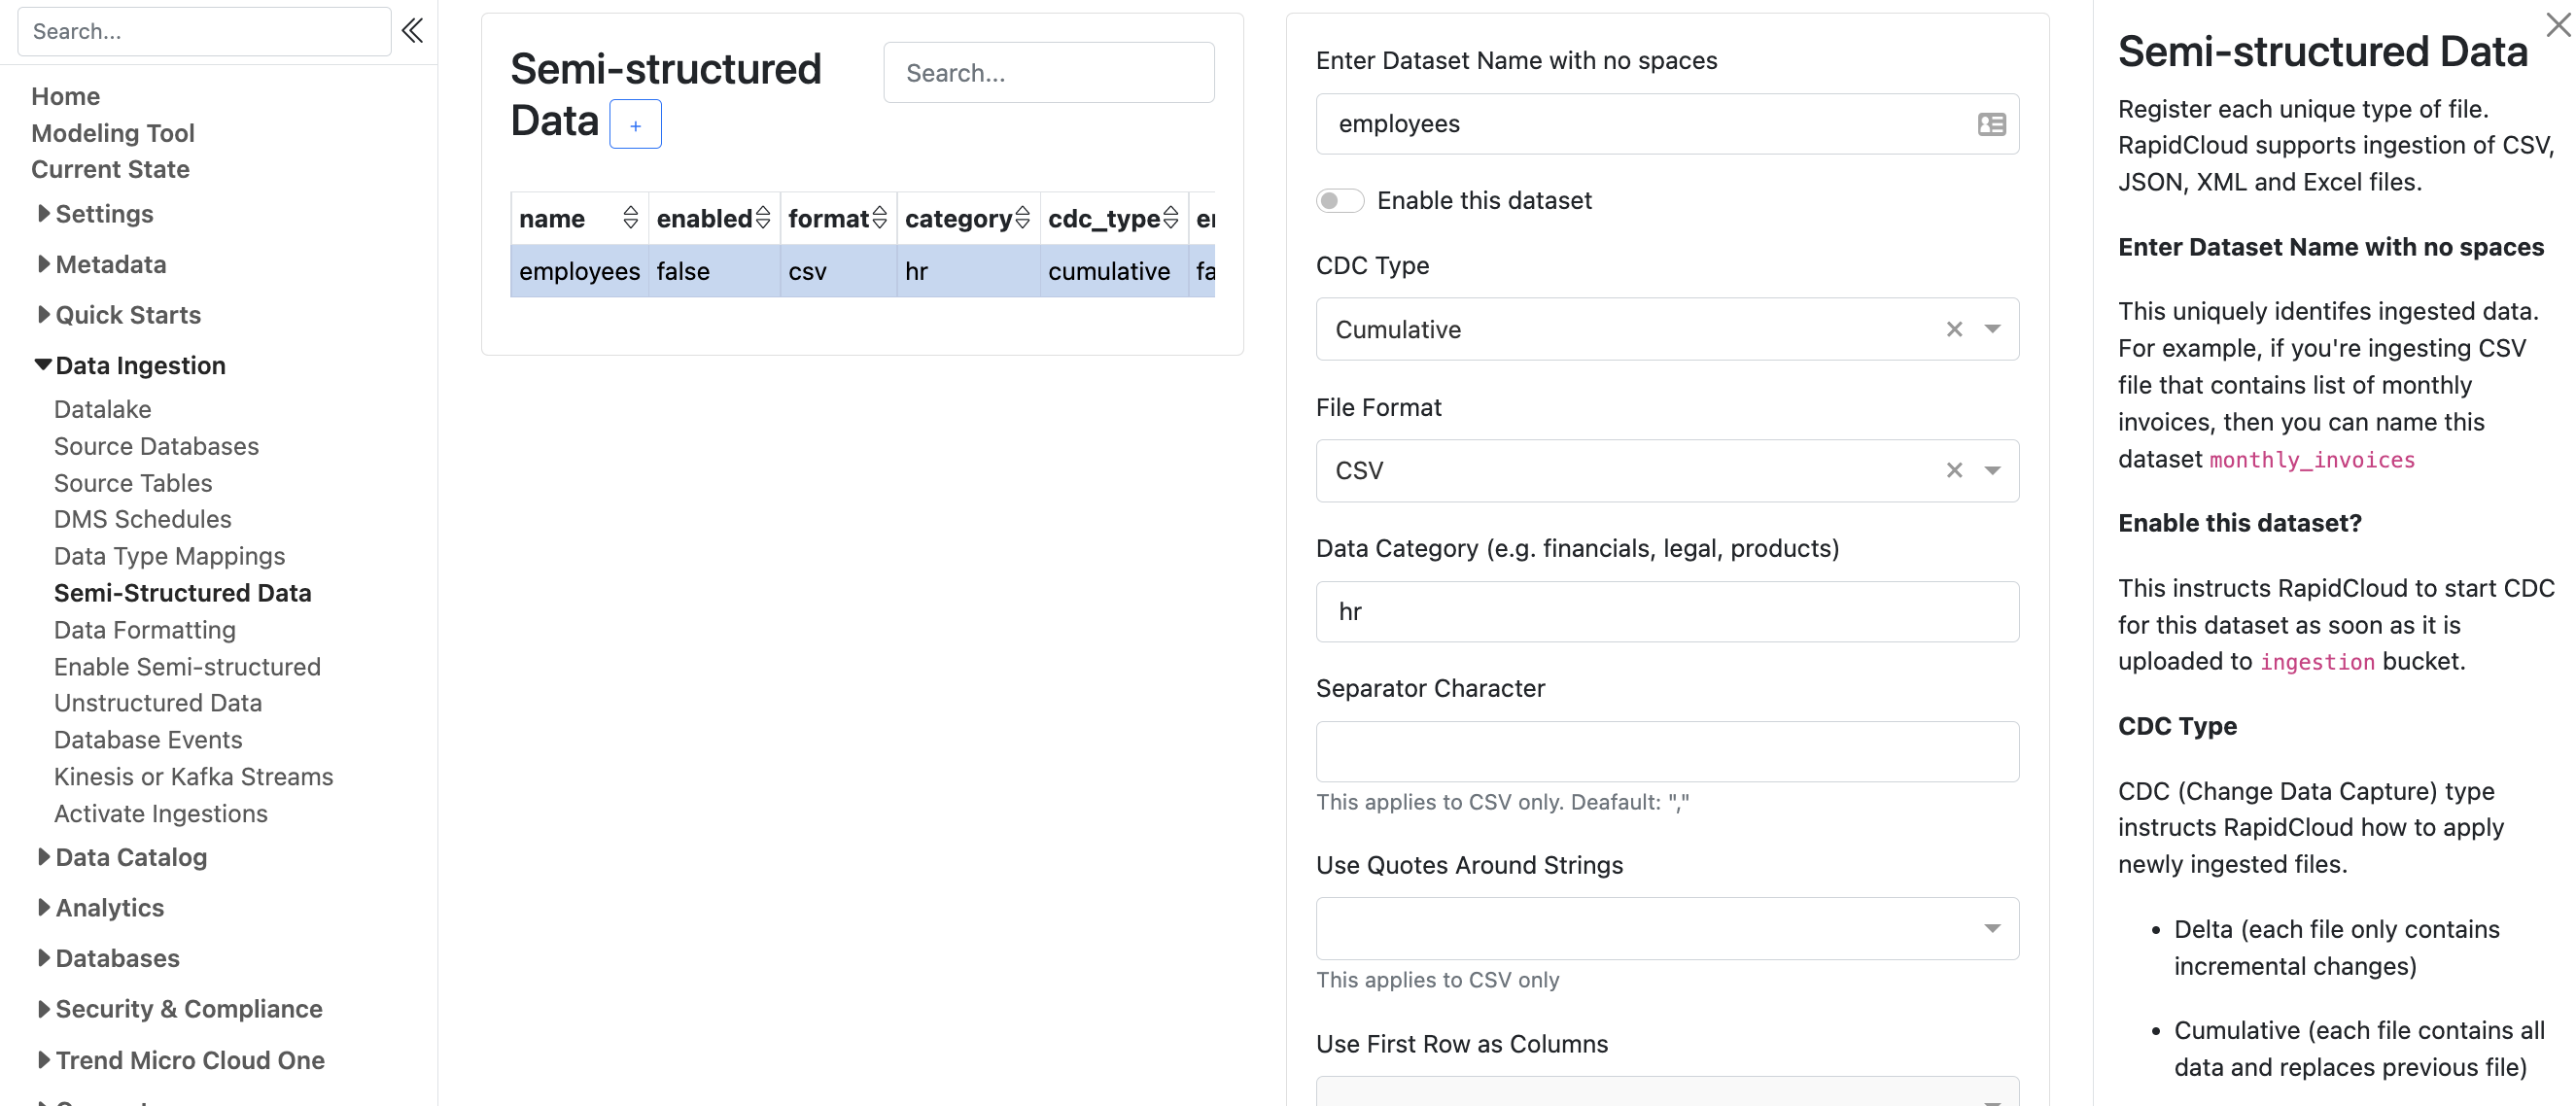 Search...
Home
Modeling Tool
Current State
Settings
Metadata
Quick Starts
Data Ingestion
Datalake
Source Databases
Source Tables
DMS Schedules
Data Type Mappings
Semi-Structured Data
Data Formatting
Enable Semi-structured
Unstructured Data
Database Events
Kinesis or Kafka Streams
Activate Ingestions
Data Catalog
Analytics
Databases
Security & Compliance
Trend Micro Cloud One
Semi-structured
Data +
Search...
name enabled format category cdc_type
employees false csv hr cumulative fa
Enter Dataset Name with no spaces
employees
Enable this dataset
CDC Type
Cumulative
File Format
CSV
Data Category (e.g. financials, legal, products)
hr
Separator Character
This applies to CSV only. Deafault: ","
Use Quotes Around Strings
This applies to CSV only
Use First Row as Columns
Semi-structured Data
Register each unique type of file.
RapidCloud supports ingestion of CSV,
JSON, XML and Excel files.
Enter Dataset Name with no spaces
This uniquely identifes ingested data.
For example, if you're ingesting CSV
file that contains list of monthly
invoices, then you can name this
dataset monthly_invoices
Enable this dataset?
This instructs RapidCloud to start CDC
for this dataset as soon as it is
uploaded to ingestion bucket.
CDC Type
CDC (Change Data Capture) type
instructs RapidCloud how to apply
newly ingested files.
• Delta (each file only contains
incremental changes)
• Cumulative (each file contains all
data and replaces previous file)